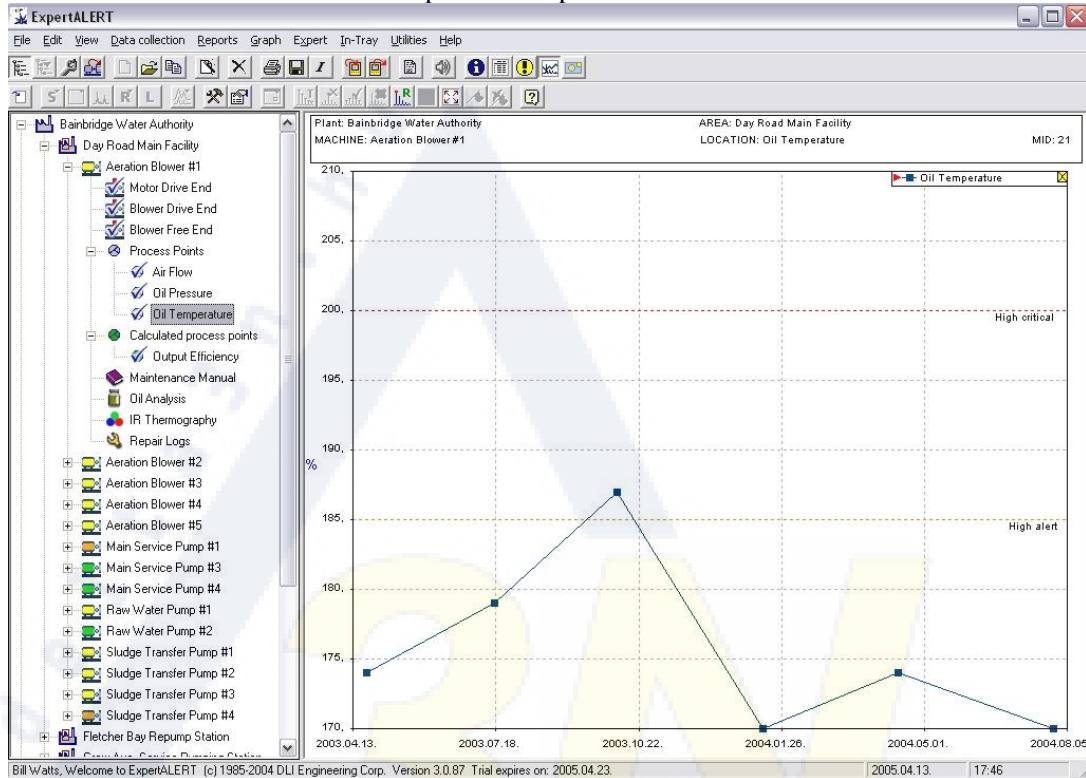 ExpertALERT
File Edit View Data collection Reports Graph Expert In-Tray Utilities Help
Bainbridge Water Authority
Day Road Main Facility
Aeration Blower #1
Motor Drive End
Blower Drive End
Blower Free End
Process Points
Air Flow
Oil Pressure
Oil Temperature
Calculated process points
Output Efficiency
Maintenance Manual
Oil Analysis
IR Thermography
Repair Logs
Aeration Blower #2
Aeration Blower #3
Aeration Blower #4
Aeration Blower #5
Main Service Pump #1
Main Service Pump #3
Main Service Pump #4
Raw Water Pump #1
Raw Water Pump #2
Sludge Transfer Pump #1
Sludge Transfer Pump #2
Sludge Transfer Pump #3
Sludge Transfer Pump #4
Fletcher Bay Repump Station
Plant: Bainbridge Water Authority AREA: Day Road Main Facility
MACHINE: Aeration Blower #1 LOCATION: Oil Temperature MID: 21
Oil Temperature
210,
205,
200,
High critical
195,
190,
%
185,
High alert
180,
175,
170,
2003.04.13. 2003.07.18. 2003.10.22. 2004.01.26. 2004.05.01. 2004.08.05
Bill Watts, Welcome to ExpertALERT (c) 1985-2004 DLI Engineering Corp. Version 3.0.87 Trial expires on: 2005.04.23. 2005.04.13. 17:46